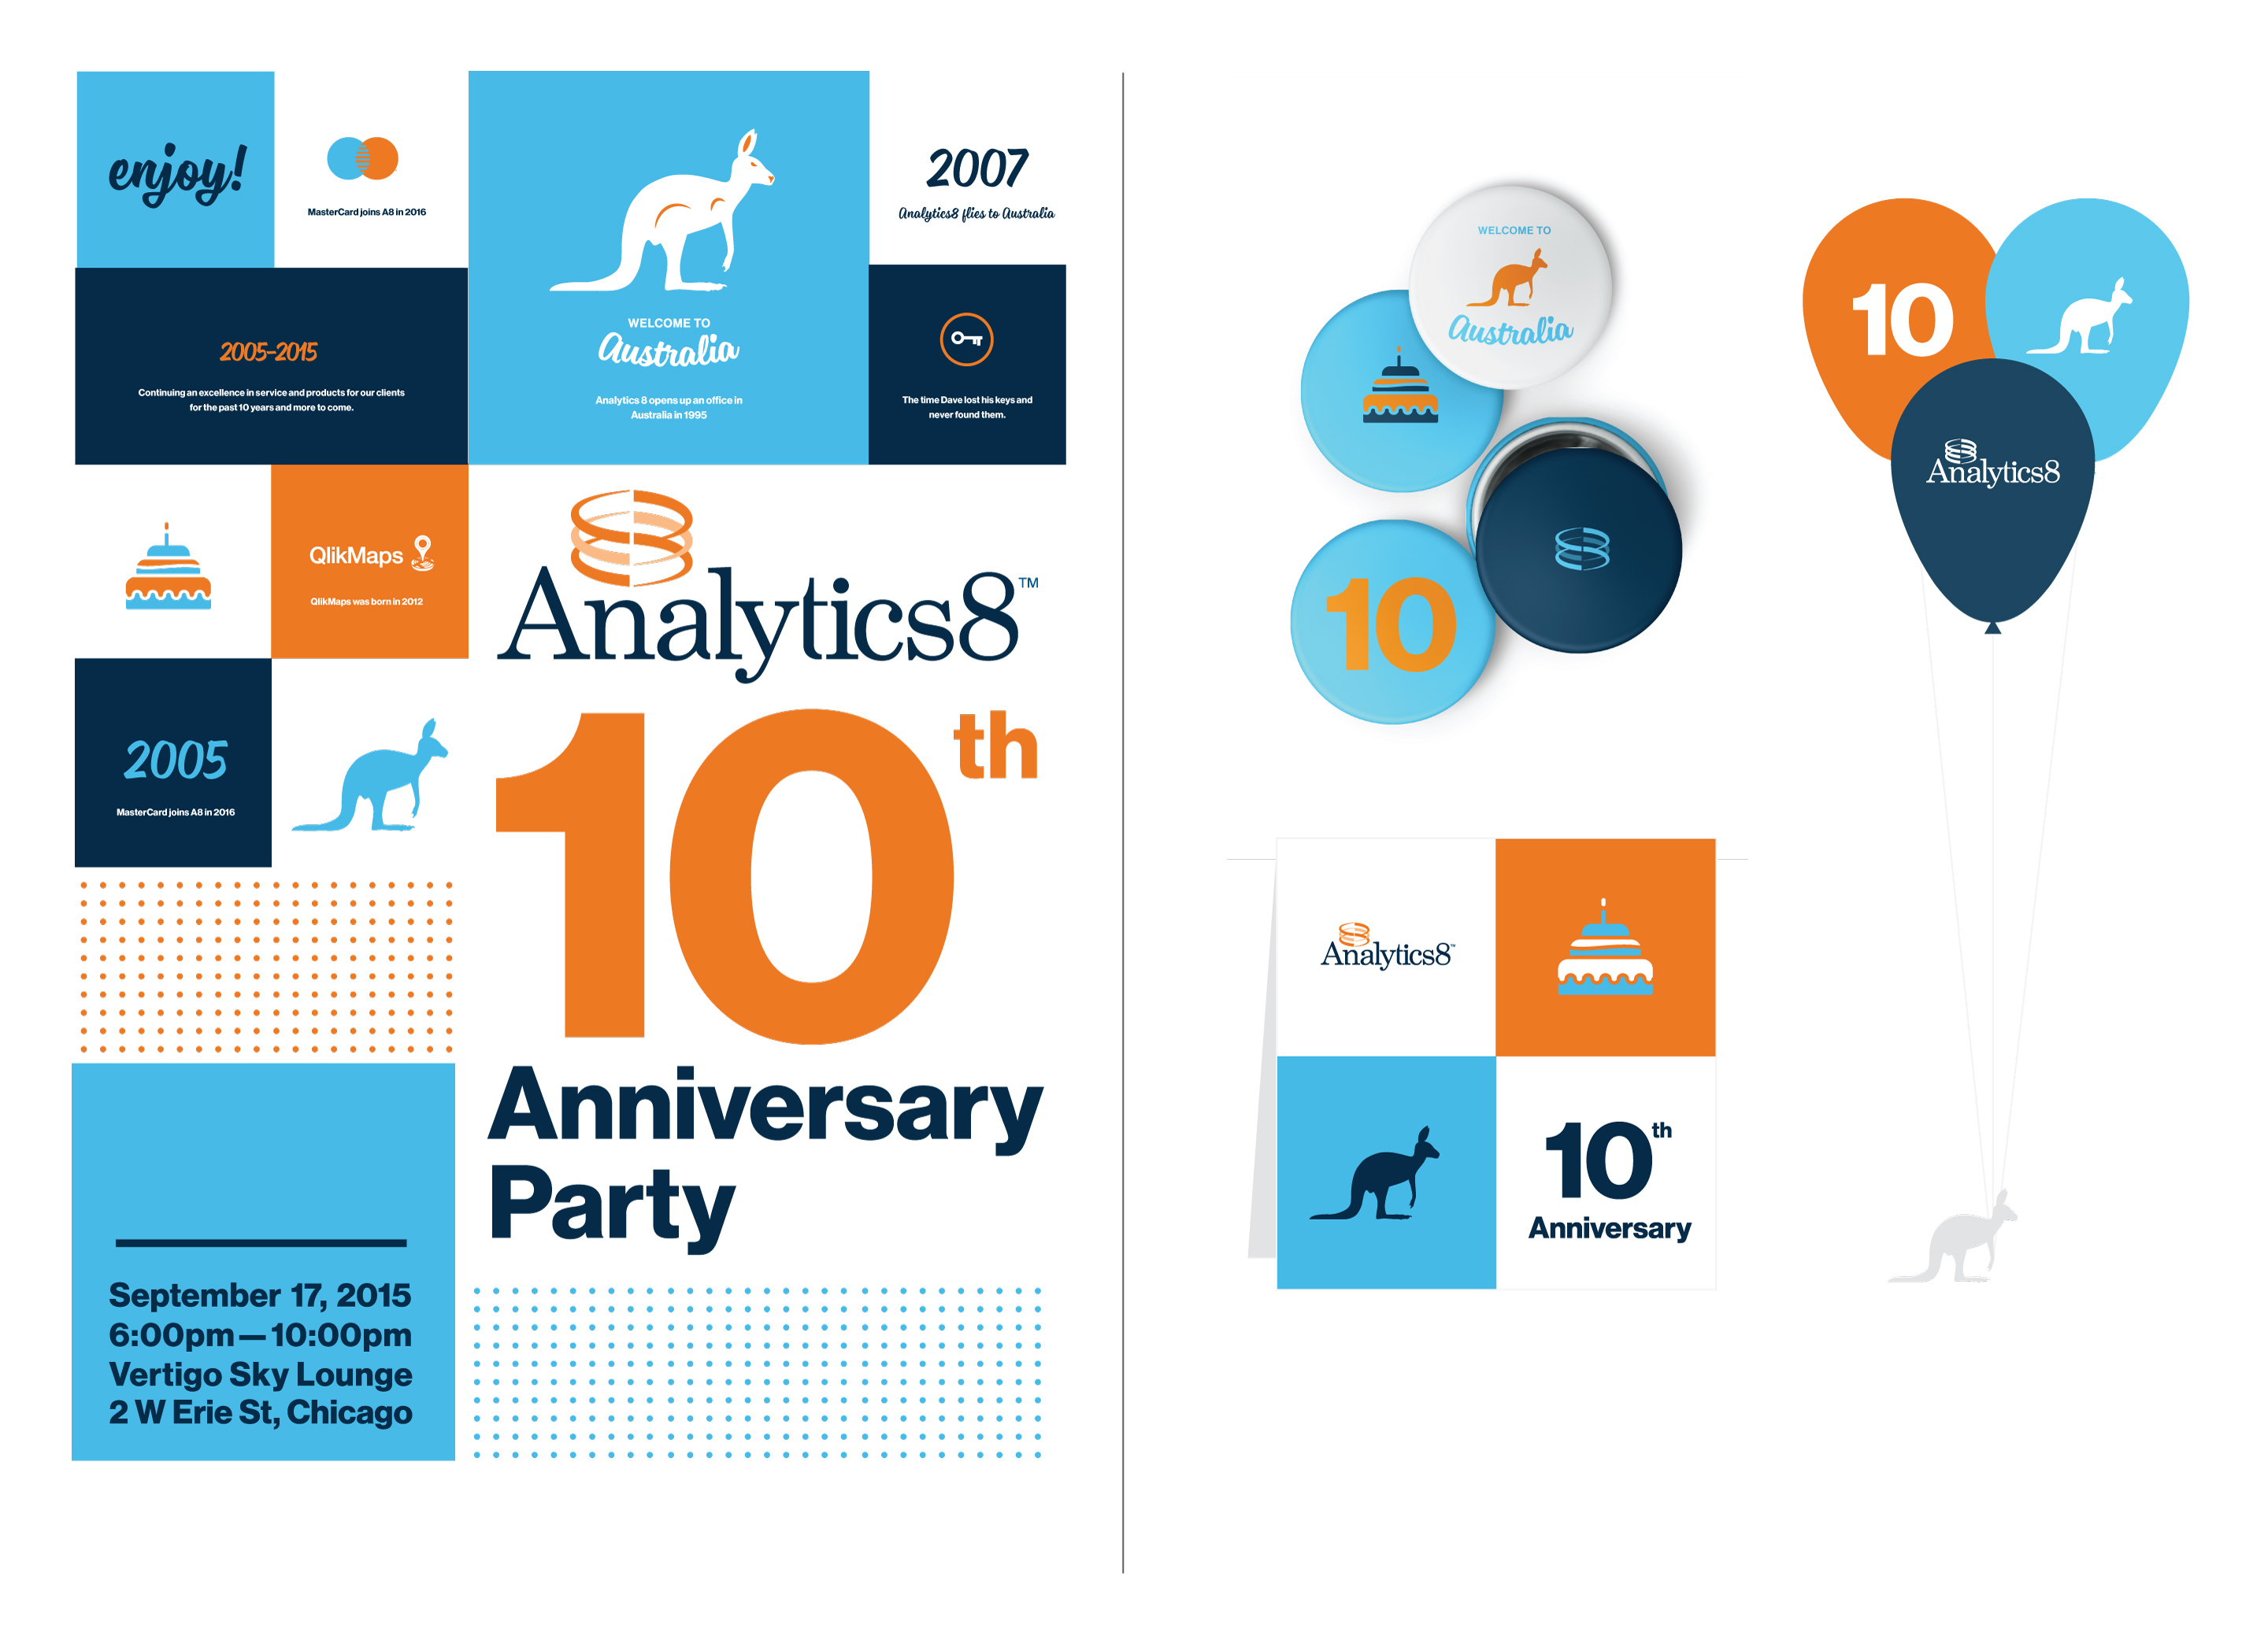 enjoy!
MasterCard joins A8 in 2016
2005-2015
Continuing an excellence in service and products for our clients
for the past 10 years and more to come.
WELCOME TO
Australia
Analytics 8 opens up an office in
Australia in 1995
2007
Analytics8 flies to Australia
The time Dave lost his keys and
never found them.
QlikMaps
QlikMaps was born in 2012
2005
MasterCard joins A8 in 2016
Analytics8™
10th
Anniversary
Party
September 17, 2015
6:00pm—10:00pm
Vertigo Sky Lounge
2 W Erie St, Chicago
WELCOME TO
Australia
10
10
Analytics8
Analytics8™
10th
Anniversary